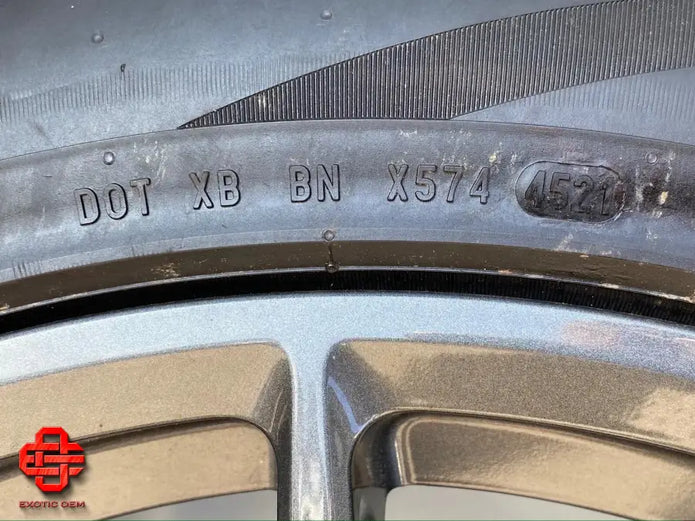 DOT XB BN X574 4521
EXOTIC OEM